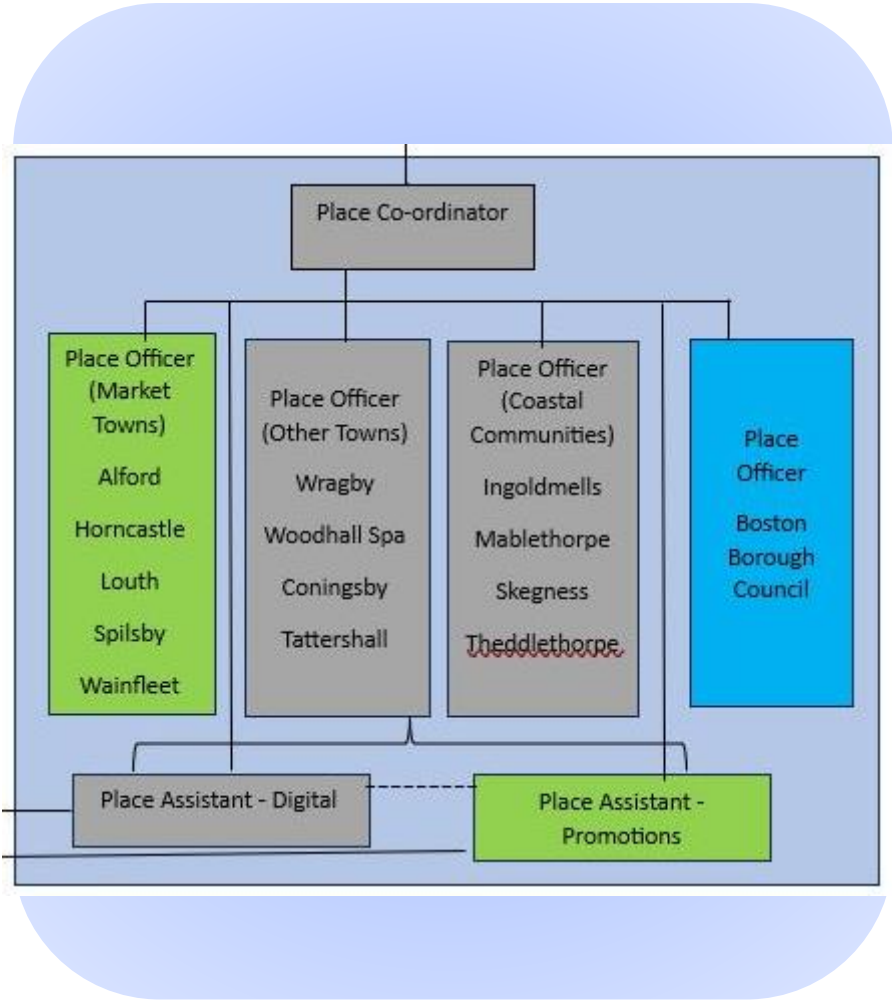 Place Co-ordinator
Place Officer
(Market
Towns)
Alford
Horncastle
Louth
Spilsby
Wainfleet
Place Officer
(Other Towns)
Wragby
Woodhall Spa
Coningsby
Tattershall
Place Officer
(Coastal
Communities)
Ingoldmells
Mablethorpe
Skegness
Theddlethorpe
Place
Officer
Boston
Borough
Council
Place Assistant - Digital
Place Assistant -
Promotions